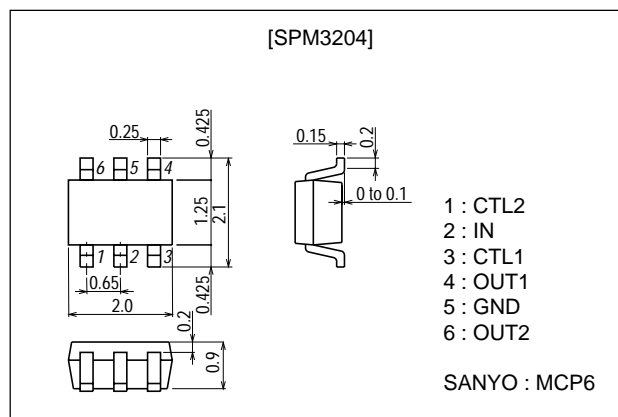 [SPM3204]
0.25
0.425
6
5
4
1.25
2.1
1
2
3
0.65
2.0
0.425
0.15
0.2
0 to 0.1
0.2
0.9
1 : CTL2
2 : IN
3 : CTL1
4 : OUT1
5 : GND
6 : OUT2
SANYO : MCP6